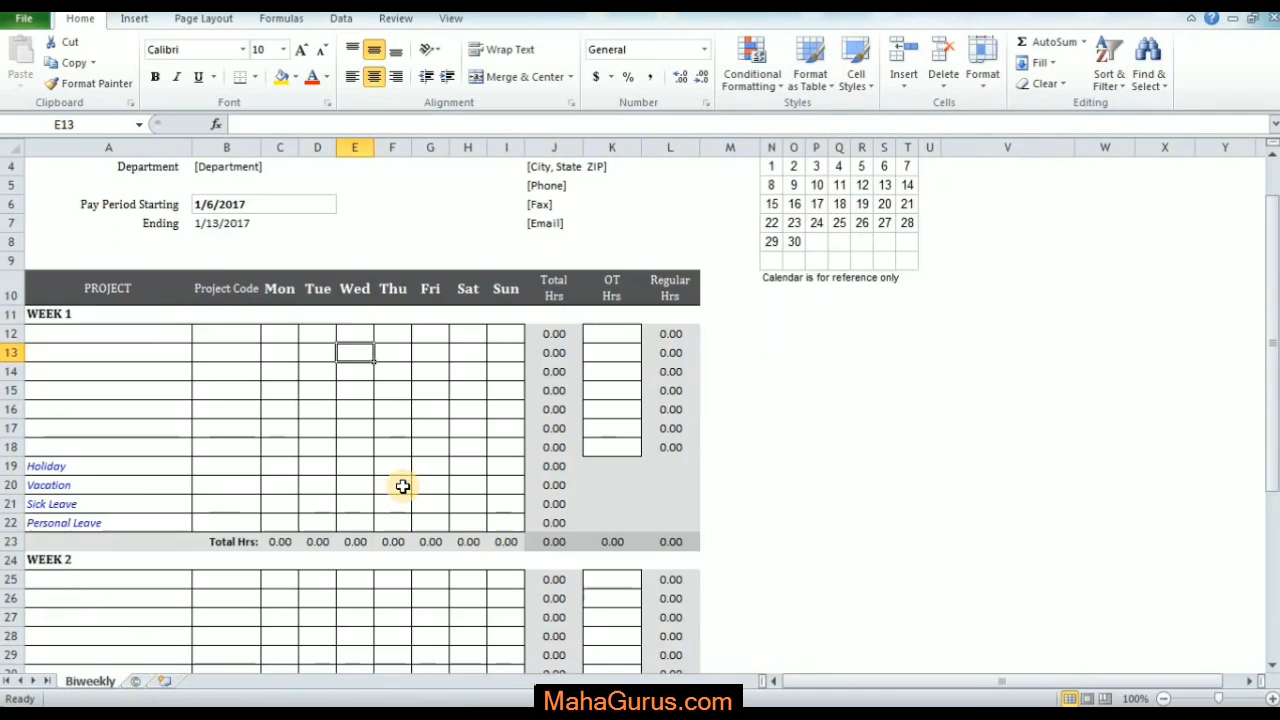 File Home Insert Page Layout Formulas Data Review View
Cut
Copy
Paste
Format Painter
Calibri 10
B I U
Wrap Text
Merge & Center
General
$ % ,
Conditional Formatting
Format as Table
Cell Styles
Insert Delete Format
AutoSum
Fill
Clear
Sort & Filter
Find & Select
Clipboard Font Alignment Number Styles Cells Editing
E13 fx
A B C D E F G H I J K L M N O P Q R S T U V W X Y
4 Department [Department] [City, State ZIP] 1 2 3 4 5 6 7
5 [Phone] 8 9 10 11 12 13 14
6 Pay Period Starting 1/6/2017 [Fax] 15 16 17 18 19 20 21
7 Ending 1/13/2017 [Email] 22 23 24 25 26 27 28
8 29 30
9
Calendar is for reference only
10 PROJECT Project Code Mon Tue Wed Thu Fri Sat Sun Total Hrs OT Hrs Regular Hrs
11 WEEK 1
12 0.00 0.00
13 0.00 0.00
14 0.00 0.00
15 0.00 0.00
16 0.00 0.00
17 0.00 0.00
18 0.00 0.00
19 Holiday 0.00
20 Vacation 0.00
21 Sick Leave 0.00
22 Personal Leave 0.00
23 Total Hrs: 0.00 0.00 0.00 0.00 0.00 0.00 0.00 0.00 0.00 0.00
24 WEEK 2
25 0.00 0.00
26 0.00 0.00
27 0.00 0.00
28 0.00 0.00
29 0.00 0.00
Biweekly ©
Ready 100%
MahaGurus.com